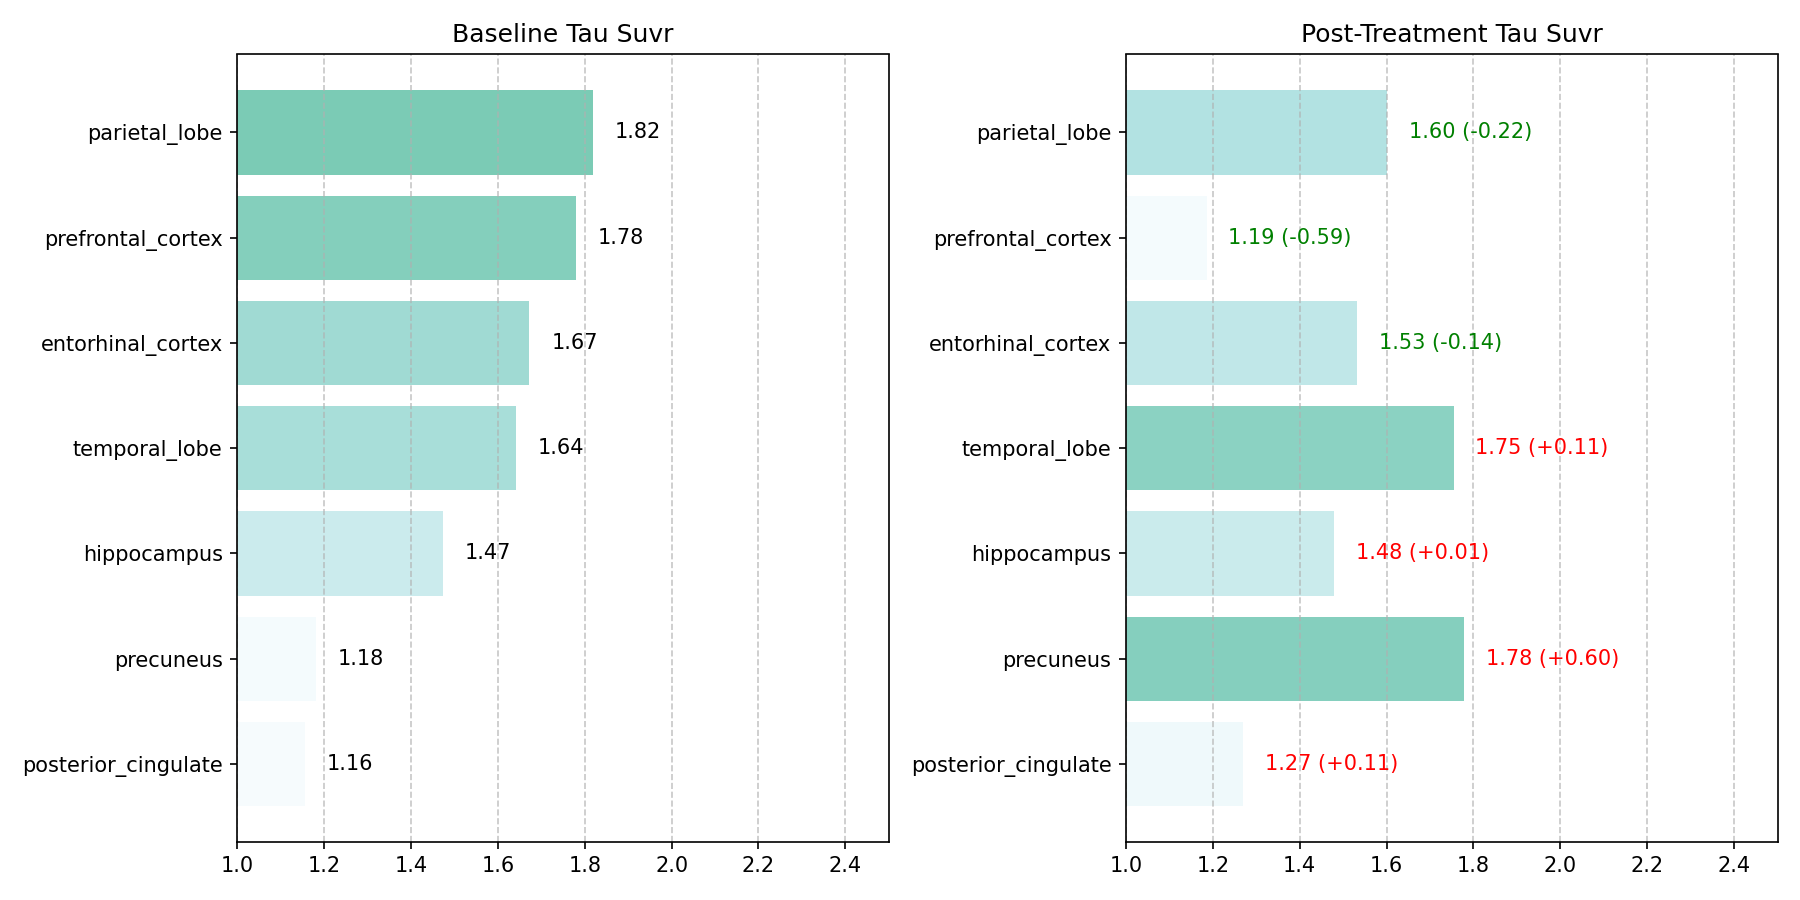 Baseline Tau Suvr
parietal_lobe 1.82
prefrontal_cortex 1.78
entorhinal_cortex 1.67
temporal_lobe 1.64
hippocampus 1.47
precuneus 1.18
posterior_cingulate 1.16
1.0 1.2 1.4 1.6 1.8 2.0 2.2 2.4
Post-Treatment Tau Suvr
parietal_lobe 1.60 (-0.22)
prefrontal_cortex 1.19 (-0.59)
entorhinal_cortex 1.53 (-0.14)
temporal_lobe 1.75 (+0.11)
hippocampus 1.48 (+0.01)
precuneus 1.78 (+0.60)
posterior_cingulate 1.27 (+0.11)
1.0 1.2 1.4 1.6 1.8 2.0 2.2 2.4